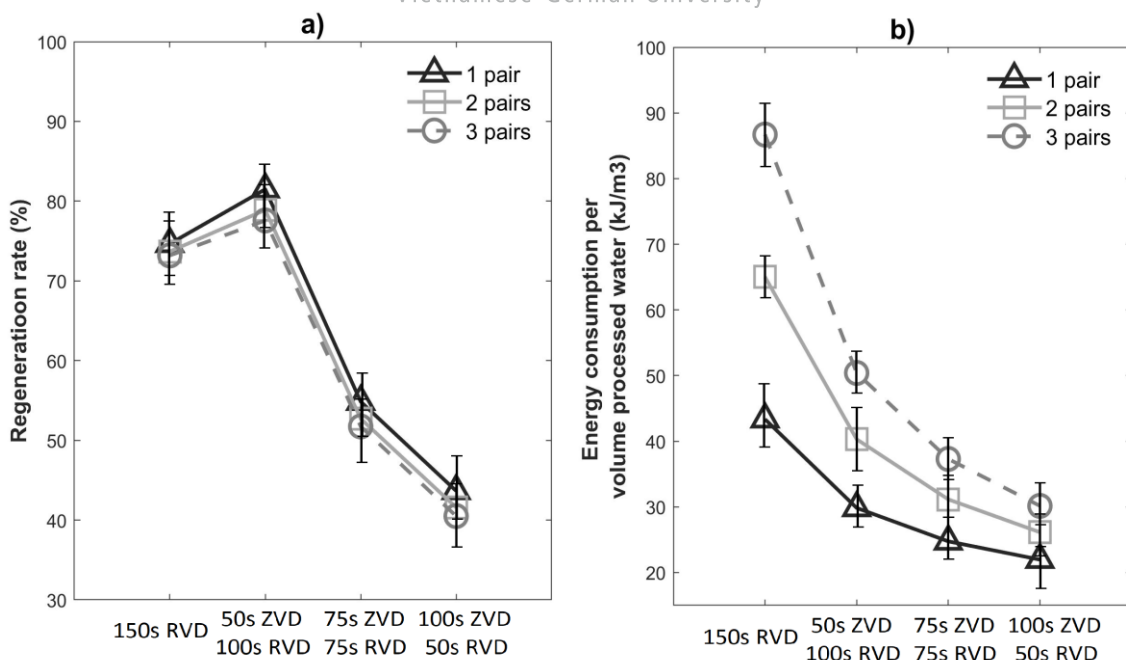 Vietnamese-German University
a)
100
90
80
70
60
50
40
30
Regeneratioon rate (%)
1 pair
2 pairs
3 pairs
150s RVD
50s ZVD
100s RVD
75s ZVD
75s RVD
100s ZVD
50s RVD
b)
100
90
80
70
60
50
40
30
20
Energy consumption per
volume processed water (kJ/m3)
1 pair
2 pairs
3 pairs
150s RVD
50s ZVD
100s RVD
75s ZVD
75s RVD
100s ZVD
50s RVD